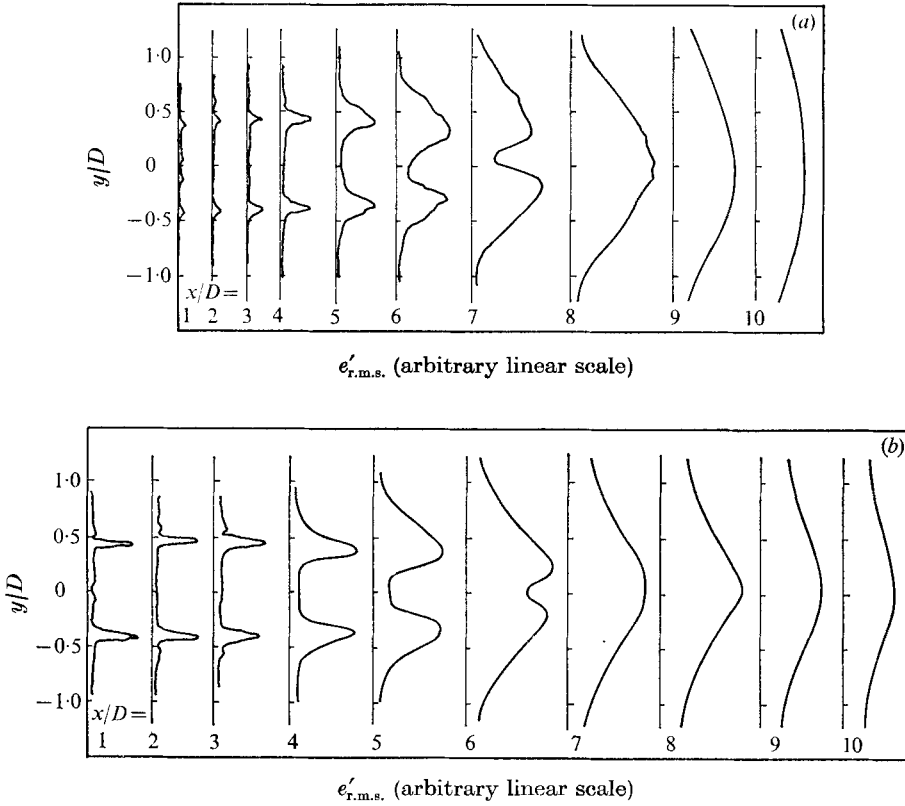 (a)
1·0
0·5
0
−0·5
−1·0
y/D
x/D=
1 2 3 4 5 6 7 8 9 10
e′r.m.s. (arbitrary linear scale)
(b)
1·0
0·5
0
−0·5
−1·0
y/D
x/D=
1 2 3 4 5 6 7 8 9 10
e′r.m.s. (arbitrary linear scale)